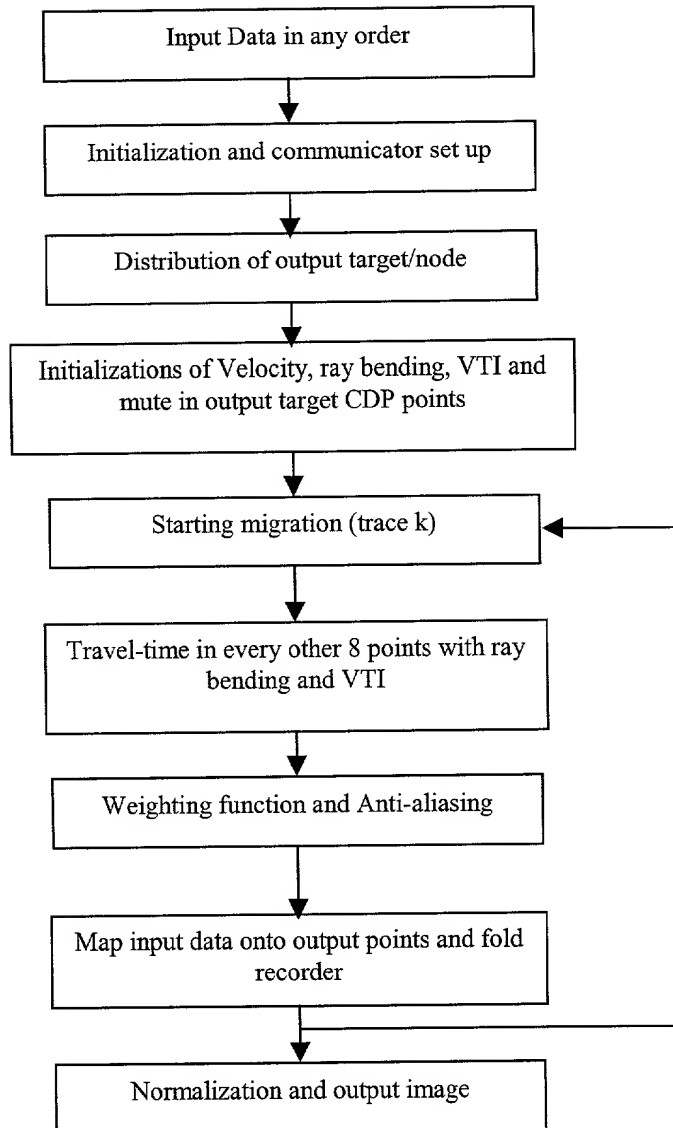 Input Data in any order
Initialization and communicator set up
Distribution of output target/node
Initializations of Velocity, ray bending, VTI and
mute in output target CDP points
Starting migration (trace k)
Travel-time in every other 8 points with ray
bending and VTI
Weighting function and Anti-aliasing
Map input data onto output points and fold
recorder
Normalization and output image